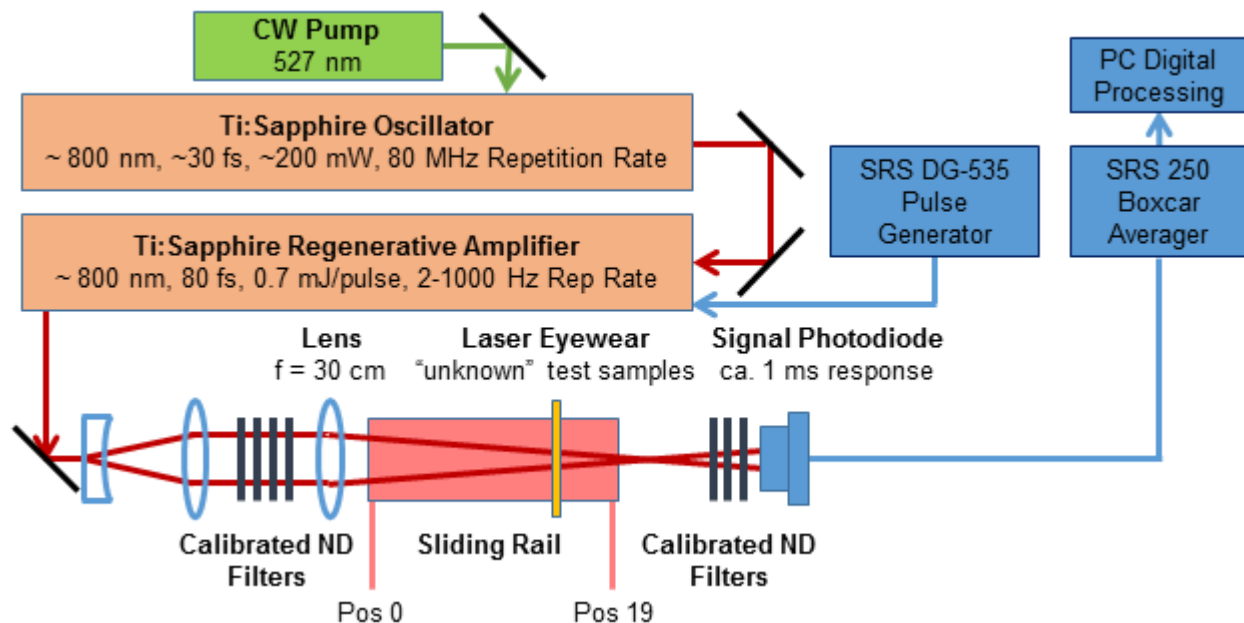 CW Pump
527 nm
PC Digital
Processing
Ti:Sapphire Oscillator
~ 800 nm, ~30 fs, ~200 mW, 80 MHz Repetition Rate
SRS DG-535
Pulse
Generator
SRS 250
Boxcar
Averager
Ti:Sapphire Regenerative Amplifier
~ 800 nm, 80 fs, 0.7 mJ/pulse, 2-1000 Hz Rep Rate
Lens
f = 30 cm
Laser Eyewear
“unknown” test samples
Signal Photodiode
ca. 1 ms response
Calibrated ND
Filters
Sliding Rail
Calibrated ND
Filters
Pos 0
Pos 19